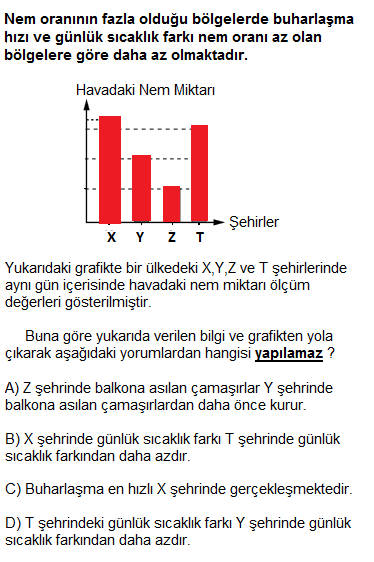 Nem oranının fazla olduğu bölgelerde buharlaşma
hızı ve günlük sıcaklık farkı nem oranı az olan
bölgelere göre daha az olmaktadır.
Havadaki Nem Miktarı
Şehirler
X Y Z T
Yukarıdaki grafikte bir ülkedeki X,Y,Z ve T şehirlerinde
aynı gün içerisinde havadaki nem miktarı ölçüm
değerleri gösterilmiştir.
Buna göre yukarıda verilen bilgi ve grafikten yola
çıkarak aşağıdaki yorumlardan hangisi yapılamaz ?
A) Z şehrinde balkona asılan çamaşırlar Y şehrinde
balkona asılan çamaşırlardan daha önce kurur.
B) X şehrinde günlük sıcaklık farkı T şehrinde günlük
sıcaklık farkından daha azdır.
C) Buharlaşma en hızlı X şehrinde gerçekleşmektedir.
D) T şehrindeki günlük sıcaklık farkı Y şehrinde günlük
sıcaklık farkından daha azdır.